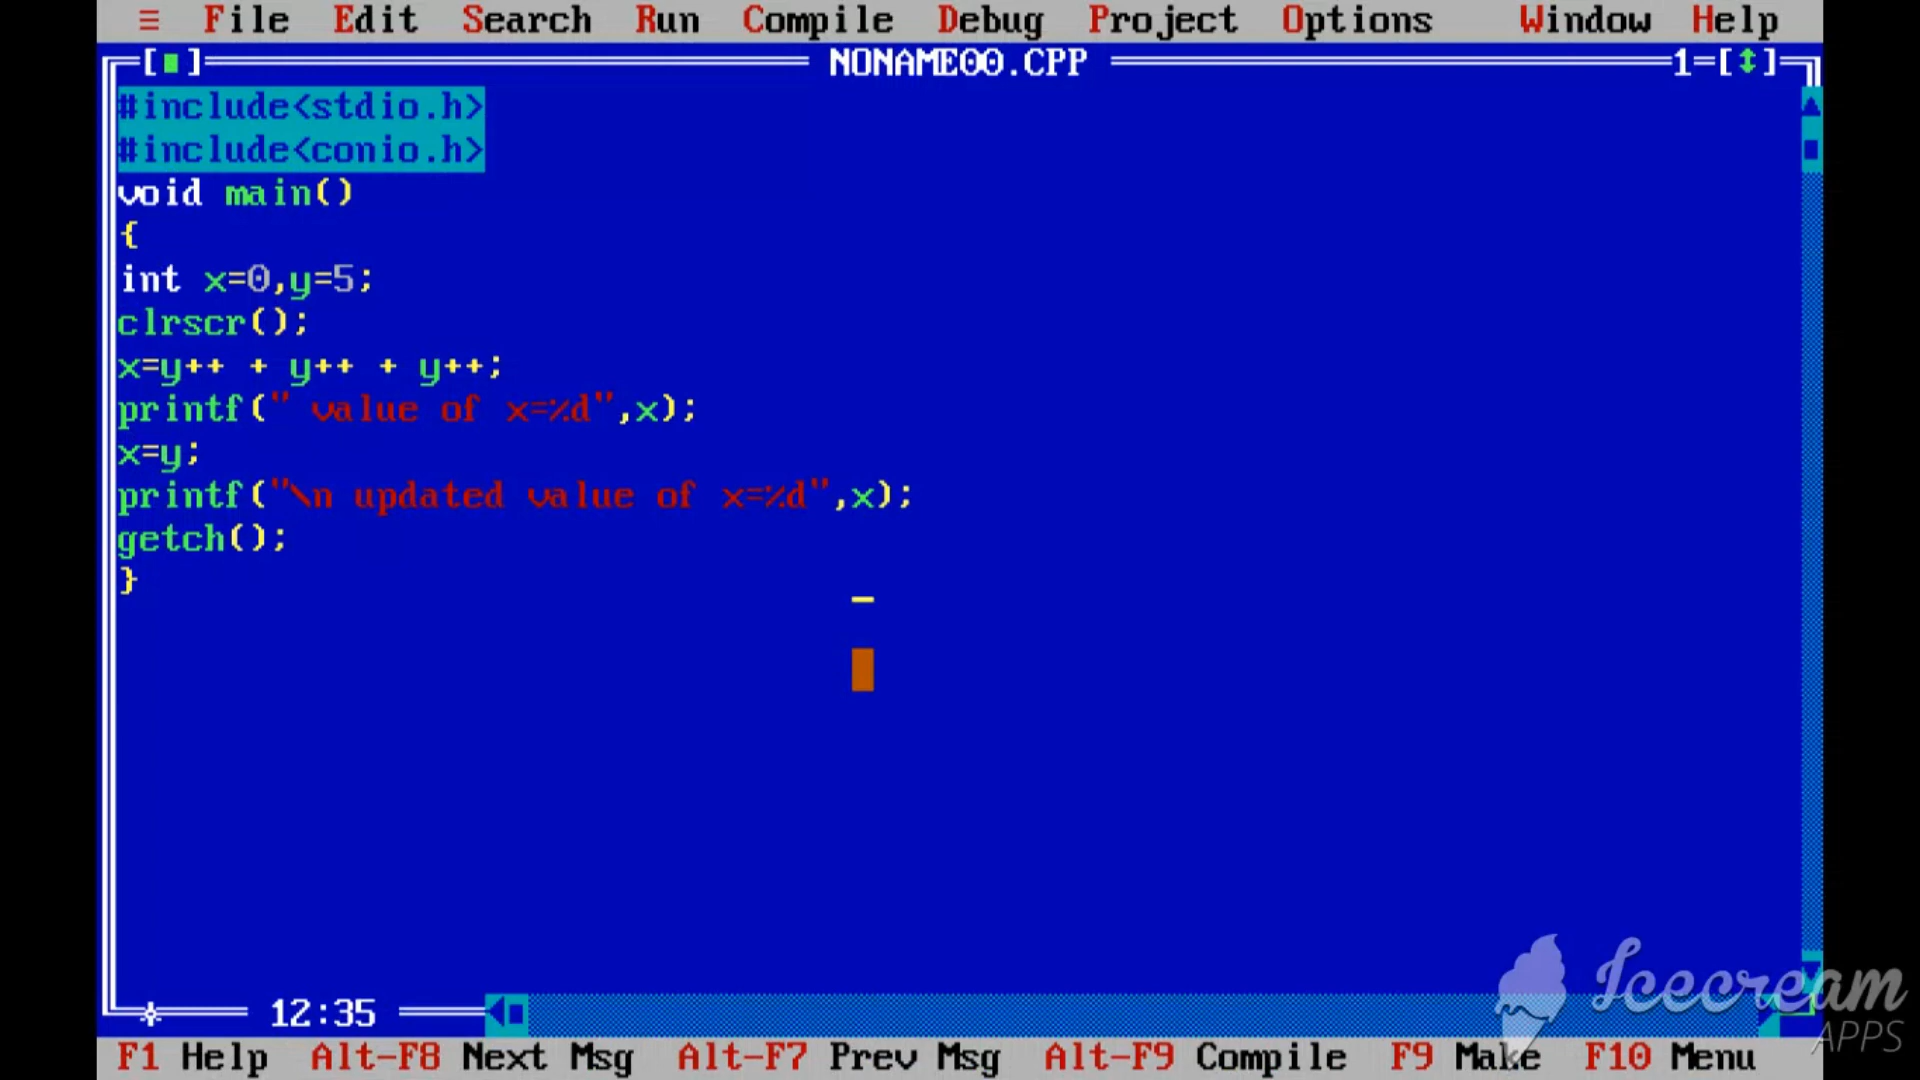 ≡ File Edit Search Run Compile Debug Project Options Window Help
[■] NONAME00.CPP 1=[↕]
#include<stdio.h>
#include<conio.h>
void main()
{
int x=0,y=5;
clrscr();
x=y++ + y++ + y++;
printf(" value of x=%d",x);
x=y;
printf("\n updated value of x=%d",x);
getch();
}
12:35
Icecream
APPS
F1 Help Alt-F8 Next Msg Alt-F7 Prev Msg Alt-F9 Compile F9 Make F10 Menu